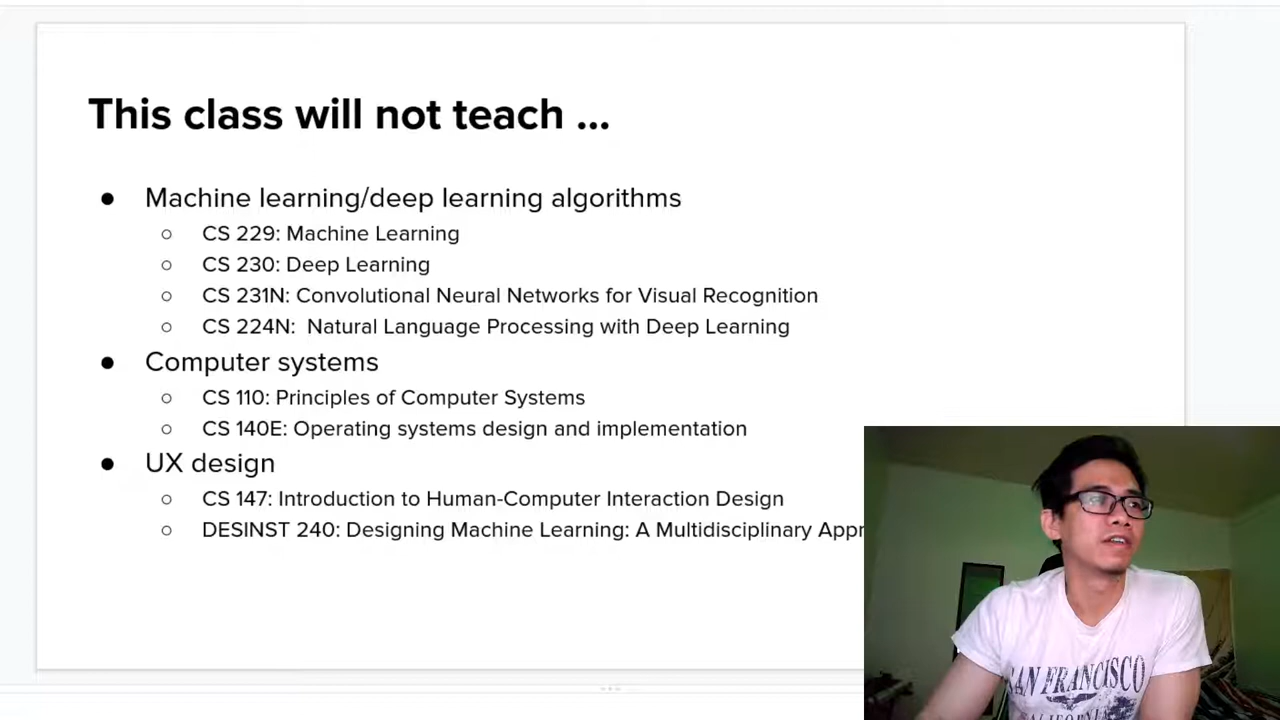 This class will not teach ...
● Machine learning/deep learning algorithms
○ CS 229: Machine Learning
○ CS 230: Deep Learning
○ CS 231N: Convolutional Neural Networks for Visual Recognition
○ CS 224N: Natural Language Processing with Deep Learning
● Computer systems
○ CS 110: Principles of Computer Systems
○ CS 140E: Operating systems design and implementation
● UX design
○ CS 147: Introduction to Human-Computer Interaction Design
○ DESINST 240: Designing Machine Learning: A Multidisciplinary
SAN FRANCISCO